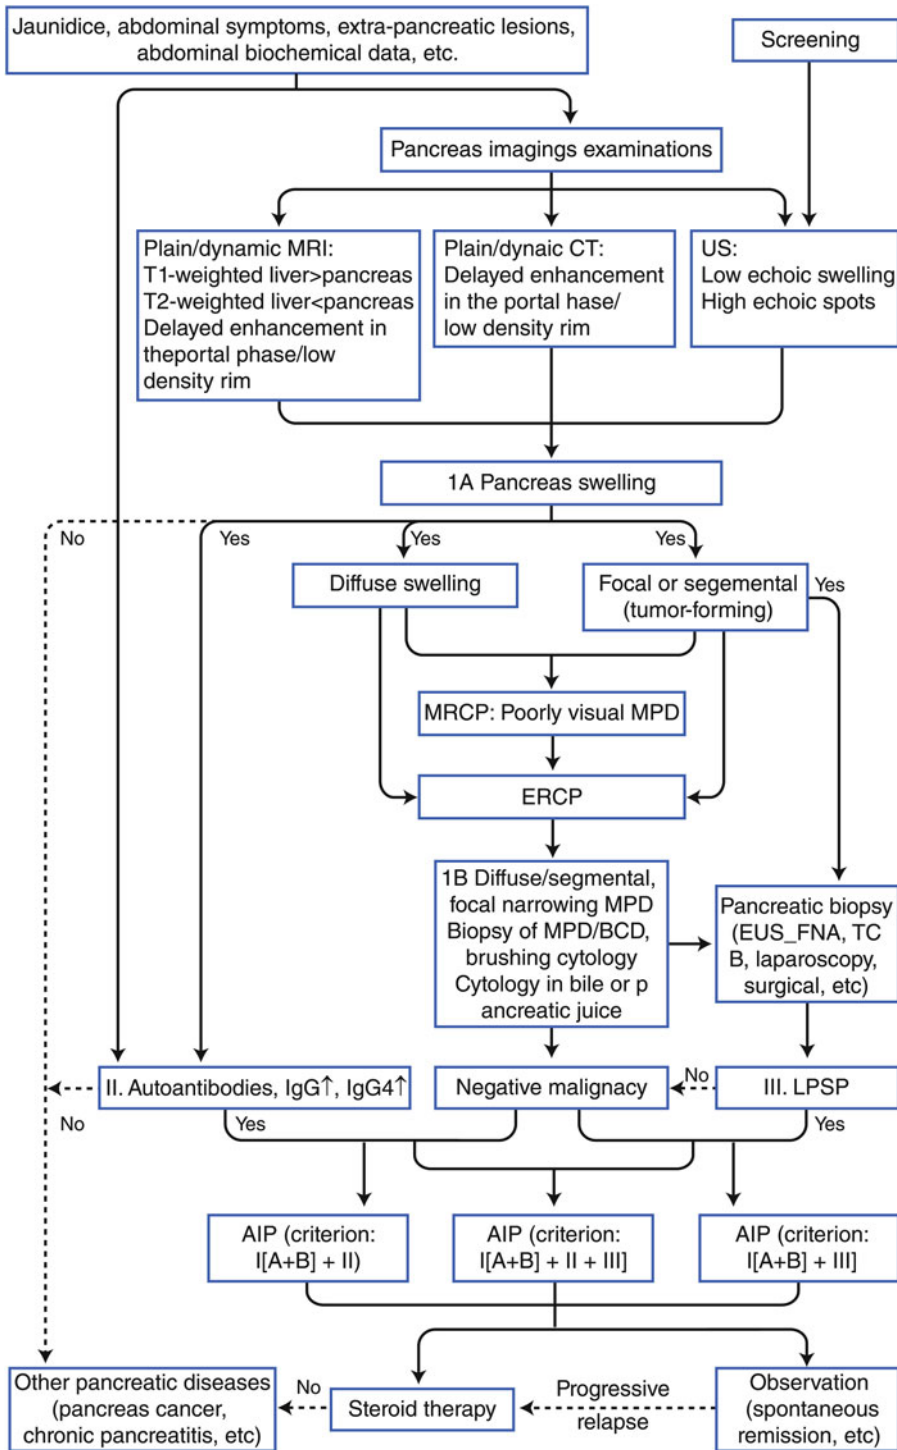 Jaunidice, abdominal symptoms, extra-pancreatic lesions,
abdominal biochemical data, etc.
Screening
Pancreas imagings examinations
Plain/dynamic MRI:
T1-weighted liver>pancreas
T2-weighted liver<pancreas
Delayed enhancement in
theportal phase/low
density rim
Plain/dynaic CT:
Delayed enhancement
in the portal hase/
low density rim
US:
Low echoic swelling
High echoic spots
1A Pancreas swelling
No
Yes
Yes
Yes
Diffuse swelling
Focal or segemental
(tumor-forming)
Yes
MRCP: Poorly visual MPD
ERCP
1B Diffuse/segmental,
focal narrowing MPD
Biopsy of MPD/BCD,
brushing cytology
Cytology in bile or p
ancreatic juice
Pancreatic biopsy
(EUS_FNA, TC
B, laparoscopy,
surgical, etc)
II. Autoantibodies, IgG↑, IgG4↑
Negative malignacy
No
III. LPSP
No
Yes
Yes
AIP (criterion:
I[A+B] + II)
AIP (criterion:
I[A+B] + II + III]
AIP (criterion:
I[A+B] + III]
Other pancreatic diseases
(pancreas cancer,
chronic pancreatitis, etc)
No
Steroid therapy
Progressive
relapse
Observation
(spontaneous
remission, etc)